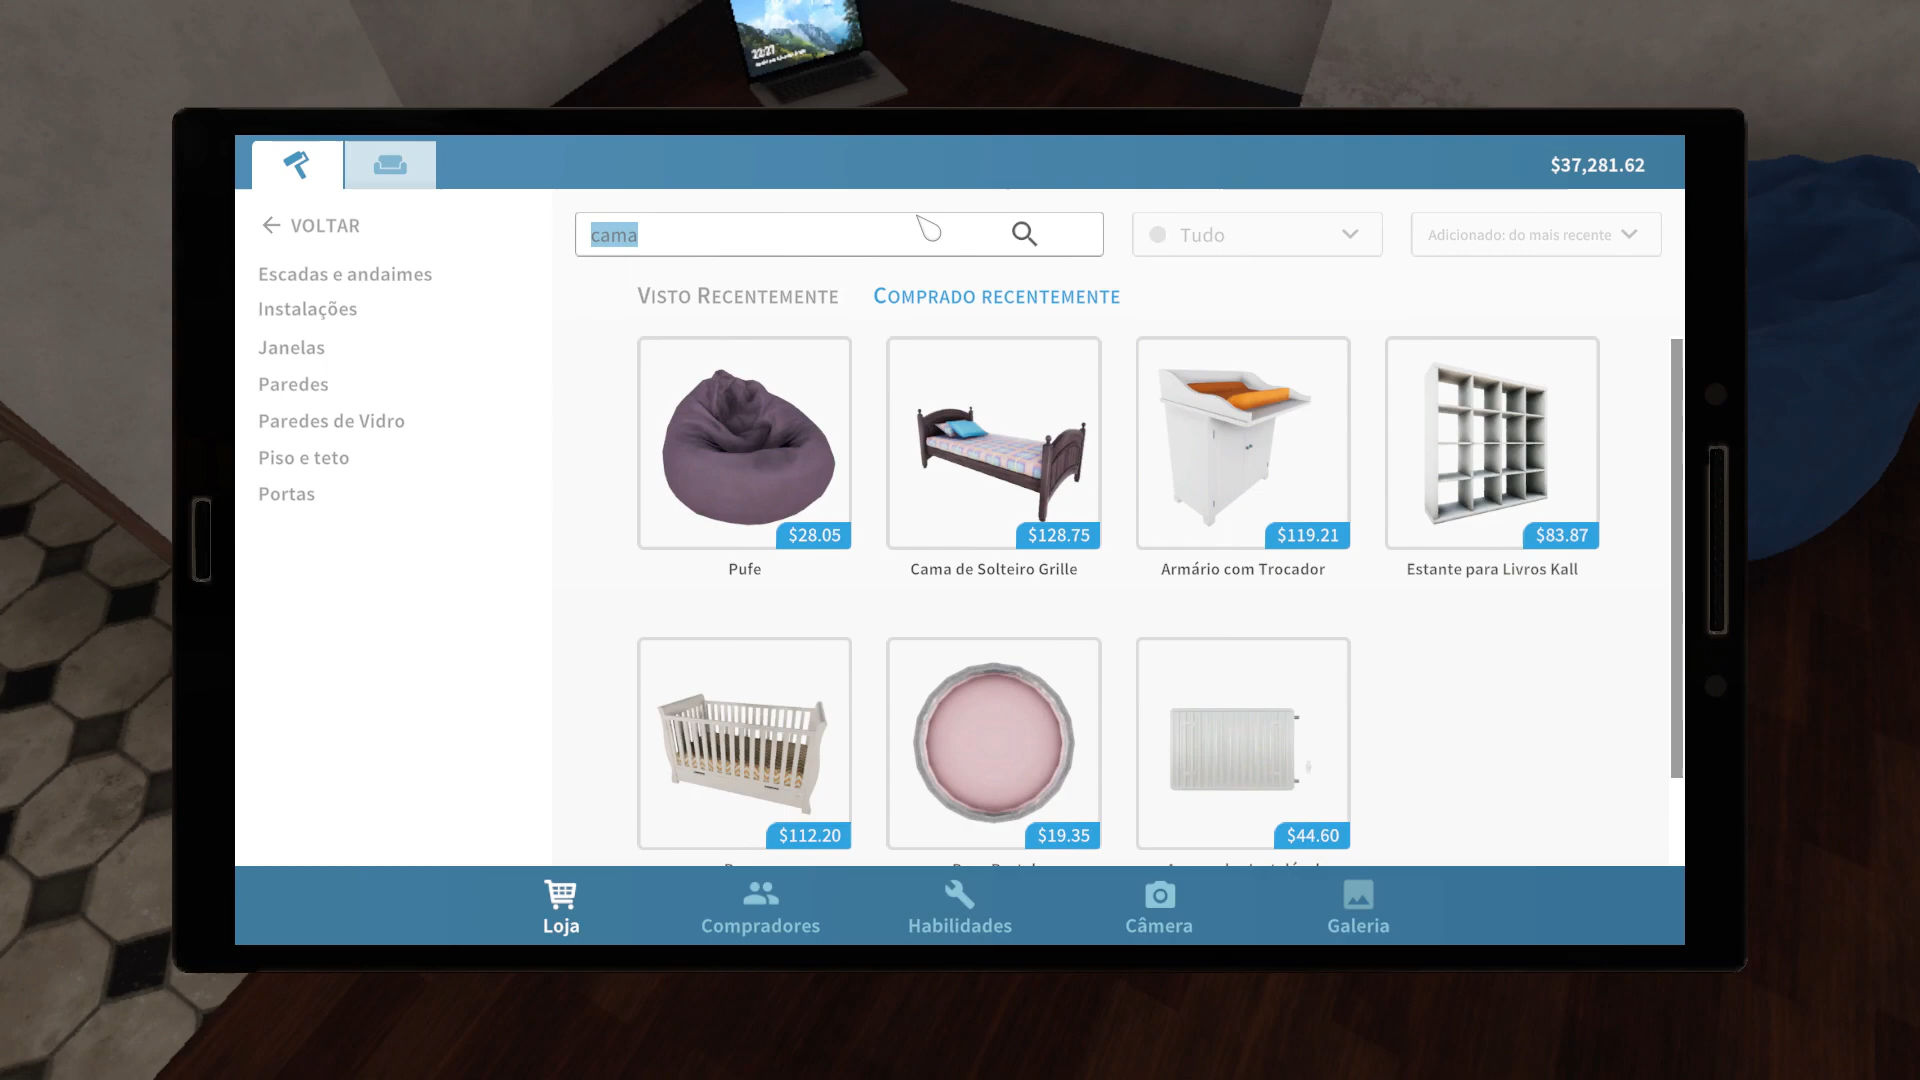 22:27
$37,281.62
VOLTAR
cama
Tudo
Adicionado: do mais recente
Escadas e andaimes
Instalações
Janelas
Paredes
Paredes de Vidro
Piso e teto
Portas
VISTO RECENTEMENTE
COMPRADO RECENTEMENTE
$28.05
$128.75
$119.21
$83.87
Pufe
Cama de Solteiro Grille
Armário com Trocador
Estante para Livros Kall
$112.20
$19.35
$44.60
Loja
Compradores
Habilidades
Câmera
Galeria